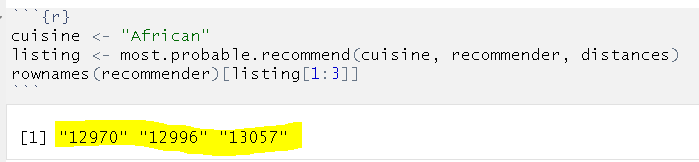 ```{r}
cuisine <- "African"
listing <- most.probable.recommend(cuisine, recommender, distances)
rownames(recommender)[listing[1:3]]
```
[1] "12970" "12996" "13057"